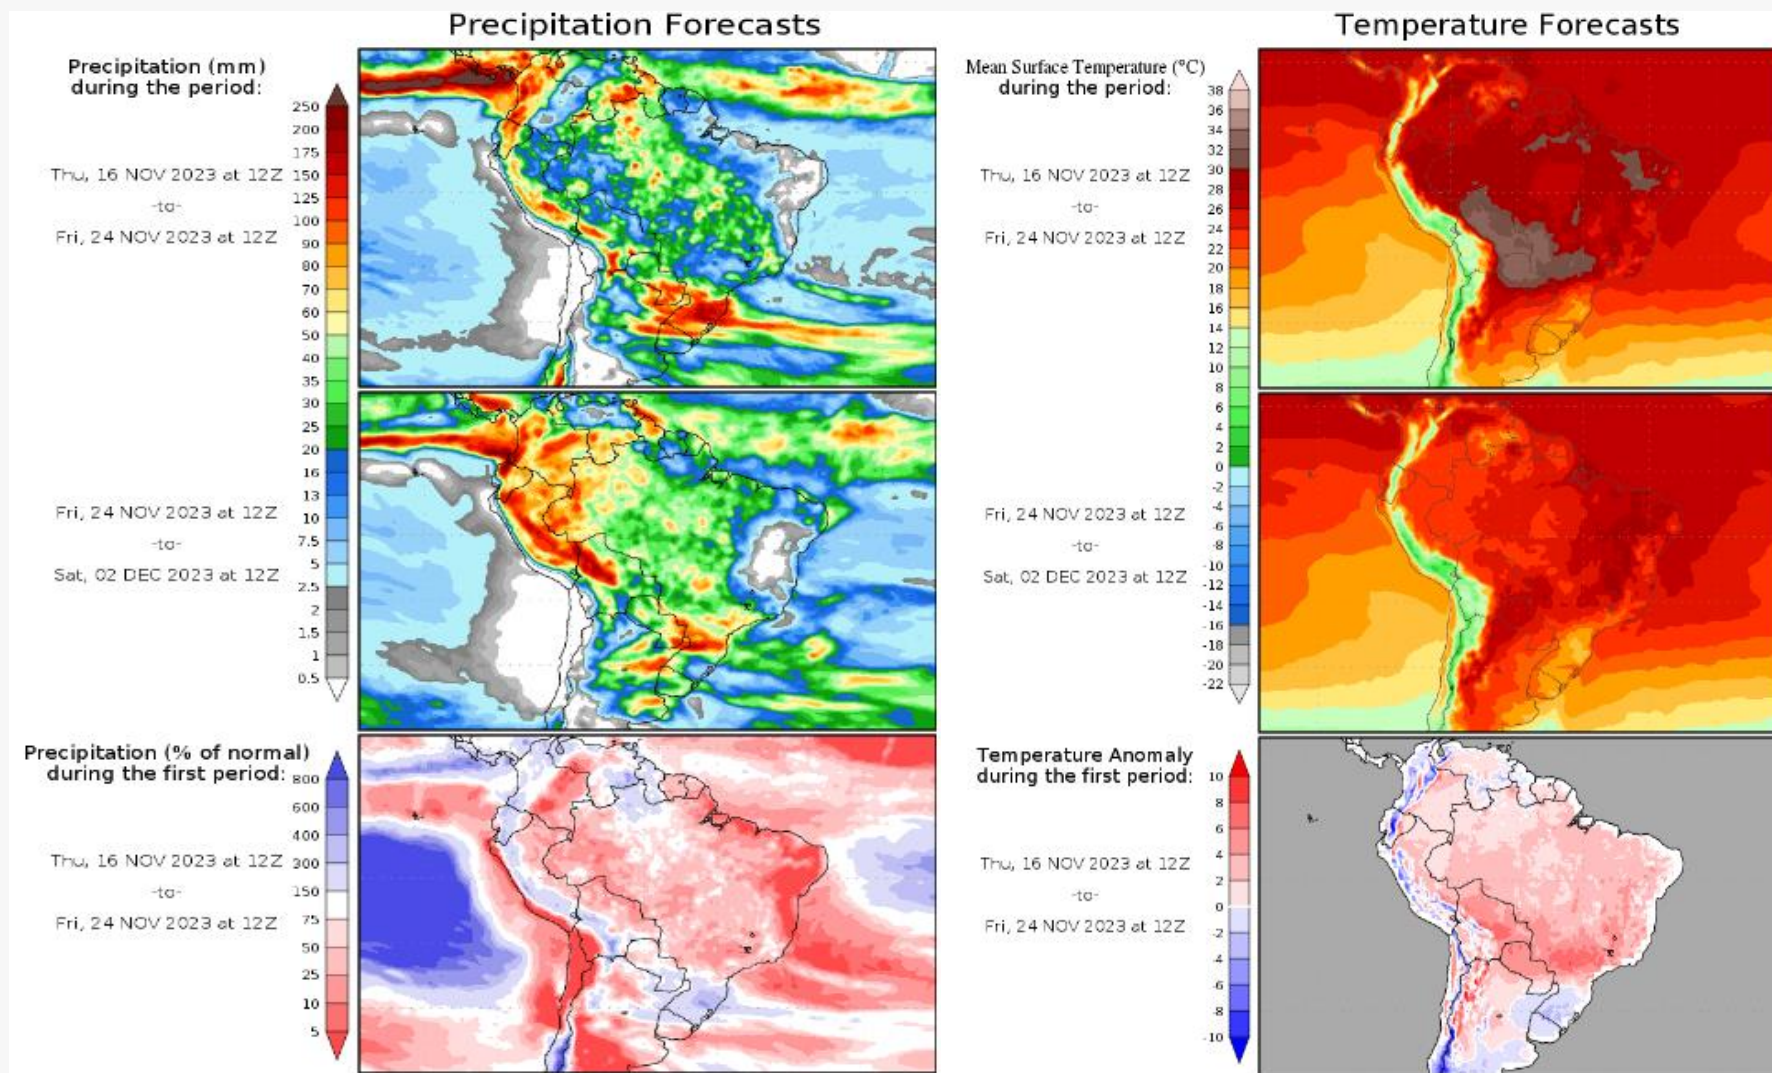 Precipitation Forecasts
Precipitation (mm)
during the period:
250
200
175
150
125
100
90
80
70
60
50
40
35
30
25
20
16
13
10
7.5
5
2.5
2
1.5
1
0.5
Thu, 16 NOV 2023 at 12Z
-to-
Fri, 24 NOV 2023 at 12Z
Fri, 24 NOV 2023 at 12Z
-to-
Sat, 02 DEC 2023 at 12Z
Precipitation (% of normal)
during the first period:
800
600
400
300
150
75
50
25
10
5
Thu, 16 NOV 2023 at 12Z
-to-
Fri, 24 NOV 2023 at 12Z
Temperature Forecasts
Mean Surface Temperature (°C)
during the period:
38
36
34
32
30
28
26
24
22
20
18
16
14
12
10
8
6
4
2
0
-2
-4
-6
-8
-10
-12
-14
-16
-18
-20
-22
Thu, 16 NOV 2023 at 12Z
-to-
Fri, 24 NOV 2023 at 12Z
Fri, 24 NOV 2023 at 12Z
-to-
Sat, 02 DEC 2023 at 12Z
Temperature Anomaly
during the first period:
10
8
6
4
2
0
-2
-4
-6
-8
-10
Thu, 16 NOV 2023 at 12Z
-to-
Fri, 24 NOV 2023 at 12Z